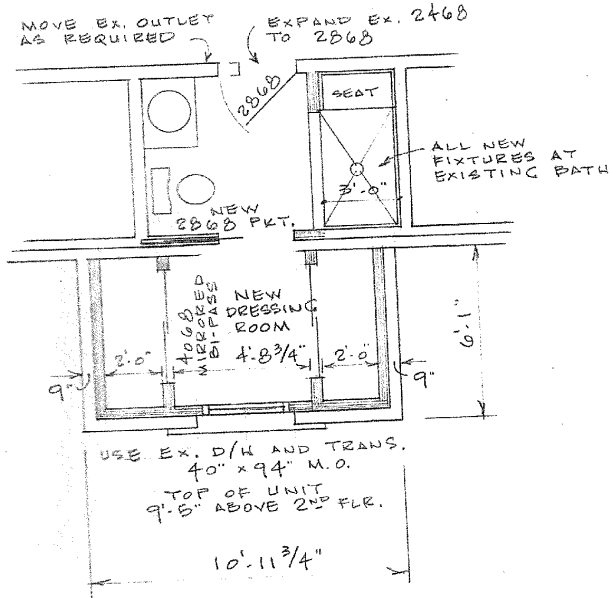 MOVE EX. OUTLET
AS REQUIRED
EXPAND EX. 2468
TO 2868
2868
SEAT
ALL NEW
FIXTURES AT
EXISTING BATH
3'-0"
NEW
2868 PKT.
4068
MIRRORED
BI-PASS
NEW
DRESSING
ROOM
2'-0"
4'-8 3/4"
2'-0"
9"
9"
6'-1"
USE EX. D/H AND TRANS.
40" x 94" M.O.
TOP OF UNIT
9'-5" ABOVE 2ND FLR.
10'-11 3/4"